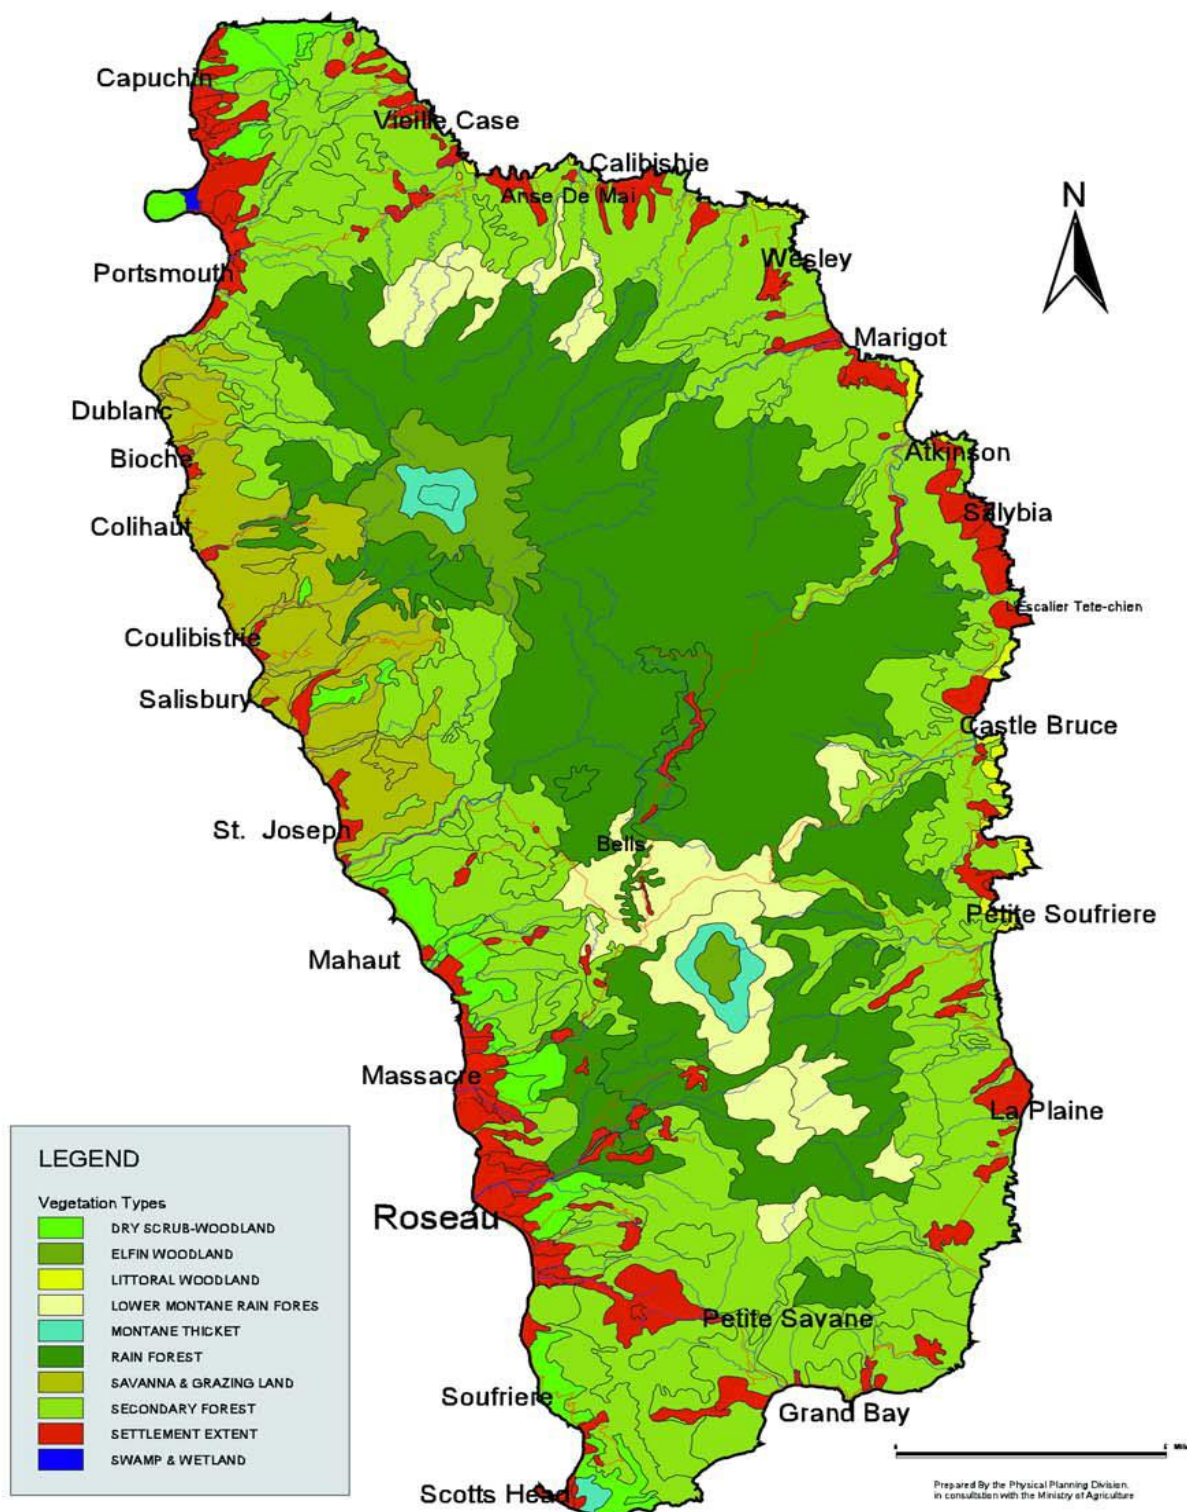 Capuchin
Vieille Case
Calibishie
Anse De Mai
N
Portsmouth
Wesley
Marigot
Dublanc
Bioche
Atkinson
Colihaut
Salybia
L'Escalier Tete-chien
Coulibistrie
Salisbury
Castle Bruce
St. Joseph
Bells
Petite Soufriere
Mahaut
Massacre
La Plaine
LEGEND
Vegetation Types
DRY SCRUB-WOODLAND
ELFIN WOODLAND
LITTORAL WOODLAND
LOWER MONTANE RAIN FORES
MONTANE THICKET
RAIN FOREST
SAVANNA & GRAZING LAND
SECONDARY FOREST
SETTLEMENT EXTENT
SWAMP & WETLAND
Roseau
Petite Savane
Soufriere
Grand Bay
Scotts Head
Prepared By the Physical Planning Division.
in consultation with the Ministry of Agriculture